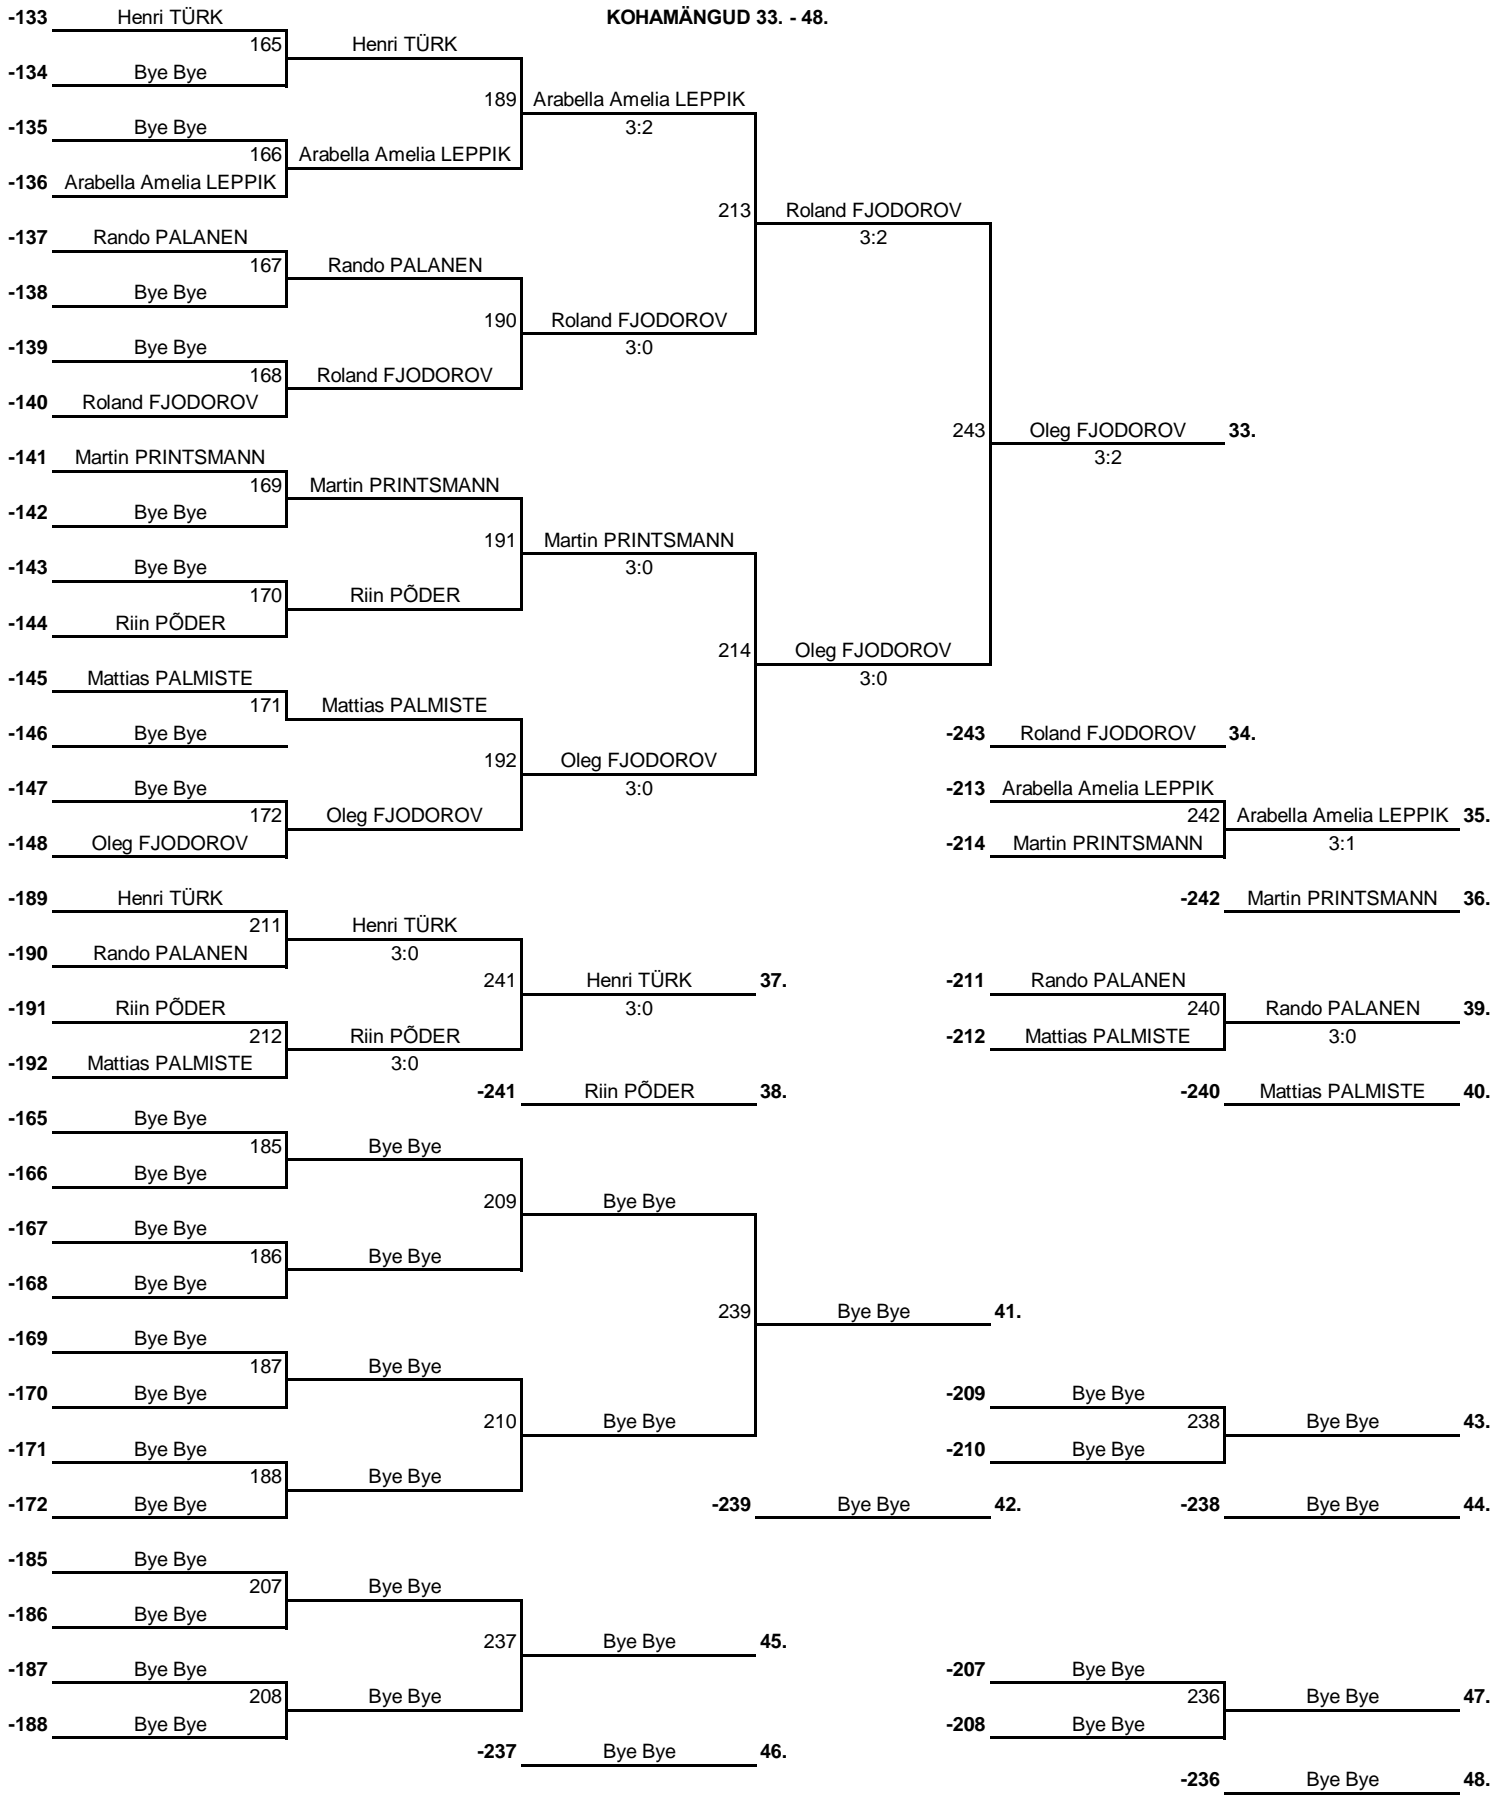 -133 Henri TÜRK KOHAMÄNGUD 33. - 48.
165 Henri TÜRK
-134 Bye Bye
189 Arabella Amelia LEPPIK
-135 Bye Bye 3:2
166 Arabella Amelia LEPPIK
-136 Arabella Amelia LEPPIK
213 Roland FJODOROV
-137 Rando PALANEN 3:2
167 Rando PALANEN
-138 Bye Bye
190 Roland FJODOROV
-139 Bye Bye 3:0
168 Roland FJODOROV
-140 Roland FJODOROV
243 Oleg FJODOROV 33.
-141 Martin PRINTSMANN 3:2
169 Martin PRINTSMANN
-142 Bye Bye
191 Martin PRINTSMANN
-143 Bye Bye 3:0
170 Riin PÕDER
-144 Riin PÕDER
214 Oleg FJODOROV
-145 Mattias PALMISTE 3:0
171 Mattias PALMISTE
-146 Bye Bye -243 Roland FJODOROV 34.
192 Oleg FJODOROV
-147 Bye Bye 3:0 -213 Arabella Amelia LEPPIK
172 Oleg FJODOROV 242 Arabella Amelia LEPPIK 35.
-148 Oleg FJODOROV -214 Martin PRINTSMANN 3:1
-189 Henri TÜRK -242 Martin PRINTSMANN 36.
211 Henri TÜRK
-190 Rando PALANEN 3:0
241 Henri TÜRK 37. -211 Rando PALANEN
-191 Riin PÕDER 3:0 240 Rando PALANEN 39.
212 Riin PÕDER -212 Mattias PALMISTE 3:0
-192 Mattias PALMISTE 3:0
-241 Riin PÕDER 38. -240 Mattias PALMISTE 40.
-165 Bye Bye
185 Bye Bye
-166 Bye Bye
209 Bye Bye
-167 Bye Bye
186 Bye Bye
-168 Bye Bye
239 Bye Bye 41.
-169 Bye Bye
187 Bye Bye
-170 Bye Bye -209 Bye Bye
210 Bye Bye 238 Bye Bye 43.
-171 Bye Bye -210 Bye Bye
188 Bye Bye
-172 Bye Bye -239 Bye Bye 42. -238 Bye Bye 44.
-185 Bye Bye
207 Bye Bye
-186 Bye Bye
237 Bye Bye 45.
-187 Bye Bye -207 Bye Bye
208 Bye Bye 236 Bye Bye 47.
-188 Bye Bye -208 Bye Bye
-237 Bye Bye 46.
-236 Bye Bye 48.